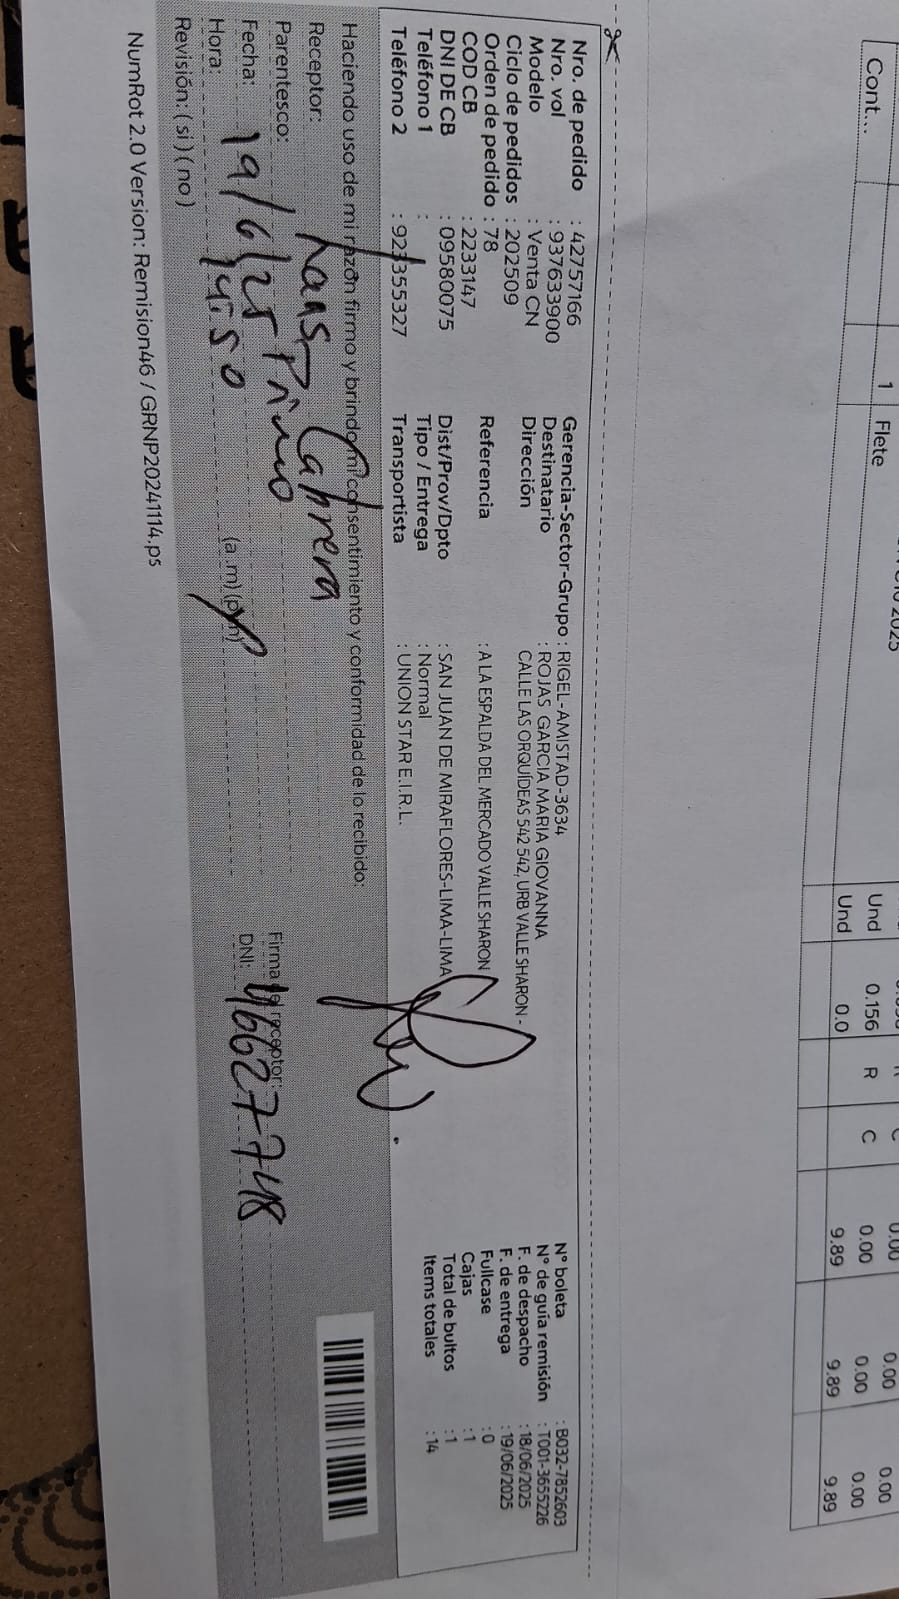 Cont...
1 Flete Und 0.156 R C 0.00 0.00 0.00
Und 0.0 9.89 9.89 9.89
Nro. de pedido : 42757166
Nro. vol : 937633900
Modelo : Venta CN
Ciclo de pedidos : 202509
Orden de pedido : 78
COD CB : 2233147
DNI DE CB : 09580075
Teléfono 1 :
Teléfono 2 : 923355327
Gerencia-Sector-Grupo : RIGEL-AMISTAD-3634
Destinatario : ROJAS GARCIA MARIA GIOVANNA
Dirección CALLE LAS ORQUÍDEAS 542 542, URB VALLE SHARON -
Referencia : A LA ESPALDA DEL MERCADO VALLE SHARON
Dist/Prov/Dpto : SAN JUAN DE MIRAFLORES-LIMA-LIMA
Tipo / Entrega : Normal
Transportista : UNION STAR E.I.R.L.
N° boleta : B032-7852603
N° de guía remisión : T001-3655226
F. de despacho : 18/06/2025
F. de entrega : 19/06/2025
Fullcase : 0
Cajas : 1
Total de bultos : 1
Items totales : 14
Haciendo uso de mi razón firmo y brindo mi consentimiento y conformidad de lo recibido:
Receptor: Cabrera
Parentesco: Primo
Fecha: 19/6/25
Hora: 14:50 (a .m) (p.m)
Revisión: ( si ) ( no )
Firma del receptor:
DNI: 46627748
NumRot 2.0 Version: Remision46 / GRNP20241114.ps